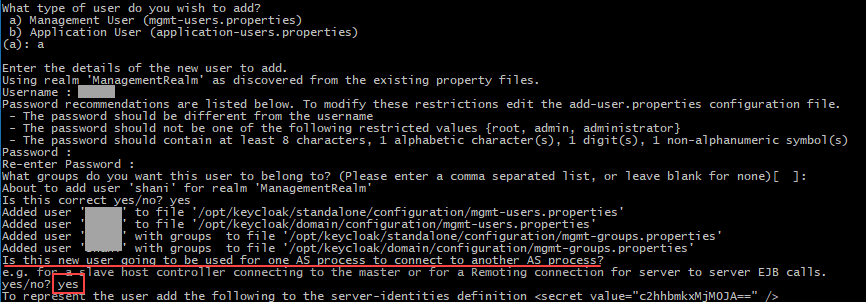 What type of user do you wish to add?
a) Management User (mgmt-users.properties)
b) Application User (application-users.properties)
(a): a
Enter the details of the new user to add.
Using realm 'ManagementRealm' as discovered from the existing property files.
Username :
Password recommendations are listed below. To modify these restrictions edit the add-user.properties configuration file.
- The password should be different from the username
- The password should not be one of the following restricted values {root, admin, administrator}
- The password should contain at least 8 characters, 1 alphabetic character(s), 1 digit(s), 1 non-alphanumeric symbol(s)
Password :
Re-enter Password :
What groups do you want this user to belong to? (Please enter a comma separated list, or leave blank for none)[  ]:
About to add user 'shani' for realm 'ManagementRealm'
Is this correct yes/no? yes
Added user ' ' to file '/opt/keycloak/standalone/configuration/mgmt-users.properties'
Added user ' ' to file '/opt/keycloak/domain/configuration/mgmt-users.properties'
Added user ' ' with groups  to file '/opt/keycloak/standalone/configuration/mgmt-groups.properties'
Added user ' ' with groups  to file '/opt/keycloak/domain/configuration/mgmt-groups.properties'
Is this new user going to be used for one AS process to connect to another AS process?
e.g. for a slave host controller connecting to the master or for a Remoting connection for server to server EJB calls.
yes/no? yes
To represent the user add the following to the server-identities definition <secret value="c2hhbmkxMjM0JA==" />